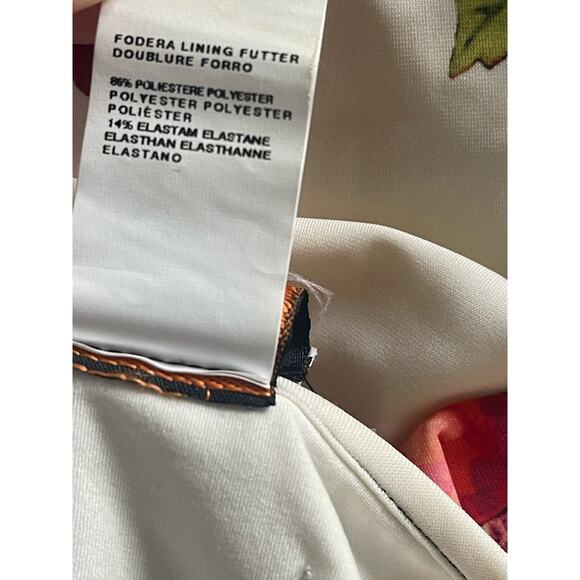 FODERA LINING FUTTER
DOUBLURE FORRO
86% POLIESTERE POLYESTER
POLYESTER POLYESTER
POLIÉSTER
14% ELASTAM ELASTANE
ELASTHAN ELASTHANNE
ELASTANO